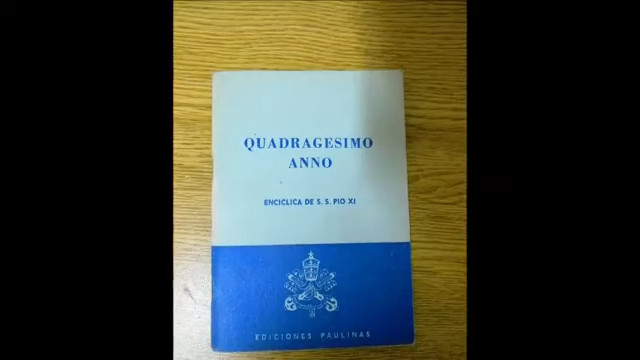 QUADRAGESIMO
ANNO
ENCICLICA DE S. S. PIO XI
EDICIONES PAULINAS